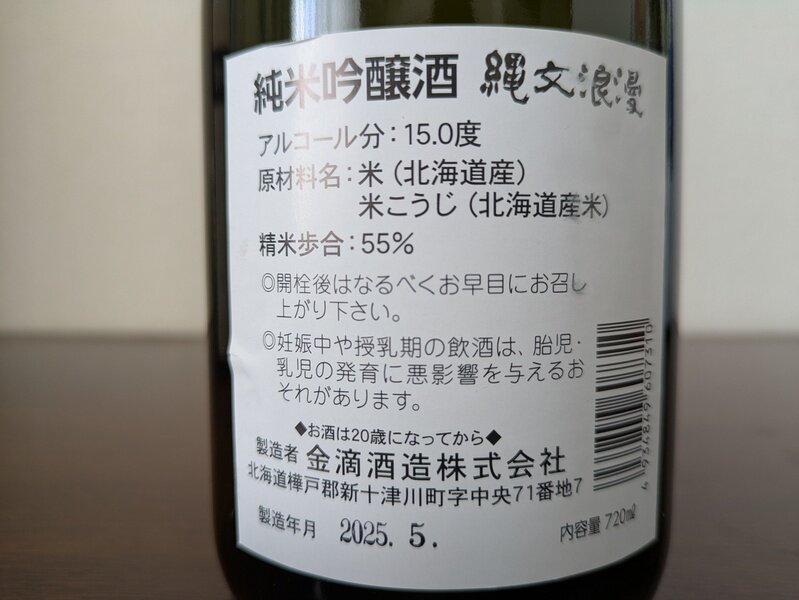 純米吟醸酒 縄文浪漫
アルコール分:15.0度
原材料名:米(北海道産)
米こうじ(北海道産米)
精米歩合:55%
◎開栓後はなるべくお早目にお召し
上がり下さい。
◎妊娠中や授乳期の飲酒は、胎児・
乳児の発育に悪影響を与えるお
それがあります。
◆お酒は20歳になってから◆
製造者 金滴酒造株式会社
北海道樺戸郡新十津川町字中央71番地7
製造年月 2025. 5.
内容量 720㎖
4 934849 607310